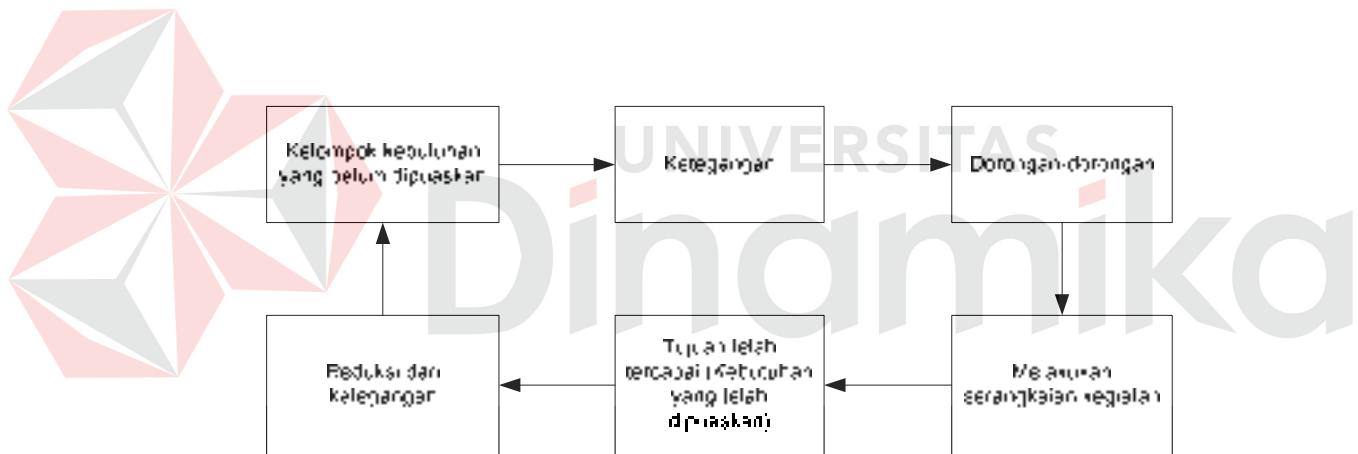 UNIVERSITAS
Dinamika
Kelompok kebutuhan
yang belum dipuaskan
Ketegangan
Dorongan-dorongan
Melakukan
serangkaian kegiatan
Tujuan telah
tercapai (Kebutuhan
yang telah
dipuaskan)
Reduksi dari
ketegangan